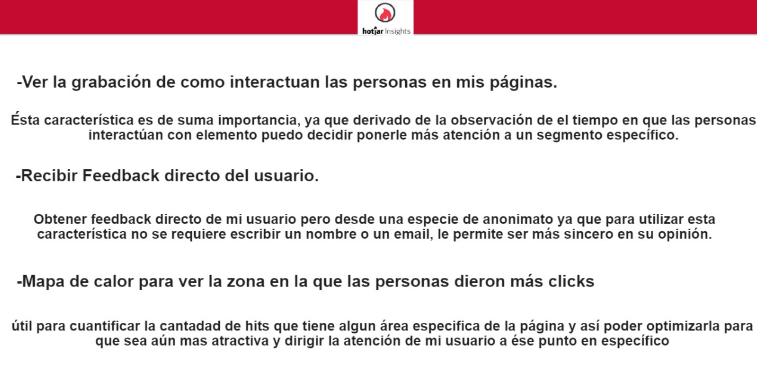 hotjar Insights
-Ver la grabación de como interactuan las personas en mis páginas.
Ésta característica es de suma importancia, ya que derivado de la observación de el tiempo en que las personas
interactúan con elemento puedo decidir ponerle más atención a un segmento específico.
-Recibir Feedback directo del usuario.
Obtener feedback directo de mi usuario pero desde una especie de anonimato ya que para utilizar esta
característica no se requiere escribir un nombre o un email, le permite ser más sincero en su opinión.
-Mapa de calor para ver la zona en la que las personas dieron más clicks
útil para cuantificar la cantadad de hits que tiene algun área especifica de la página y así poder optimizarla para
que sea aún mas atractiva y dirigir la atención de mi usuario a ése punto en específico